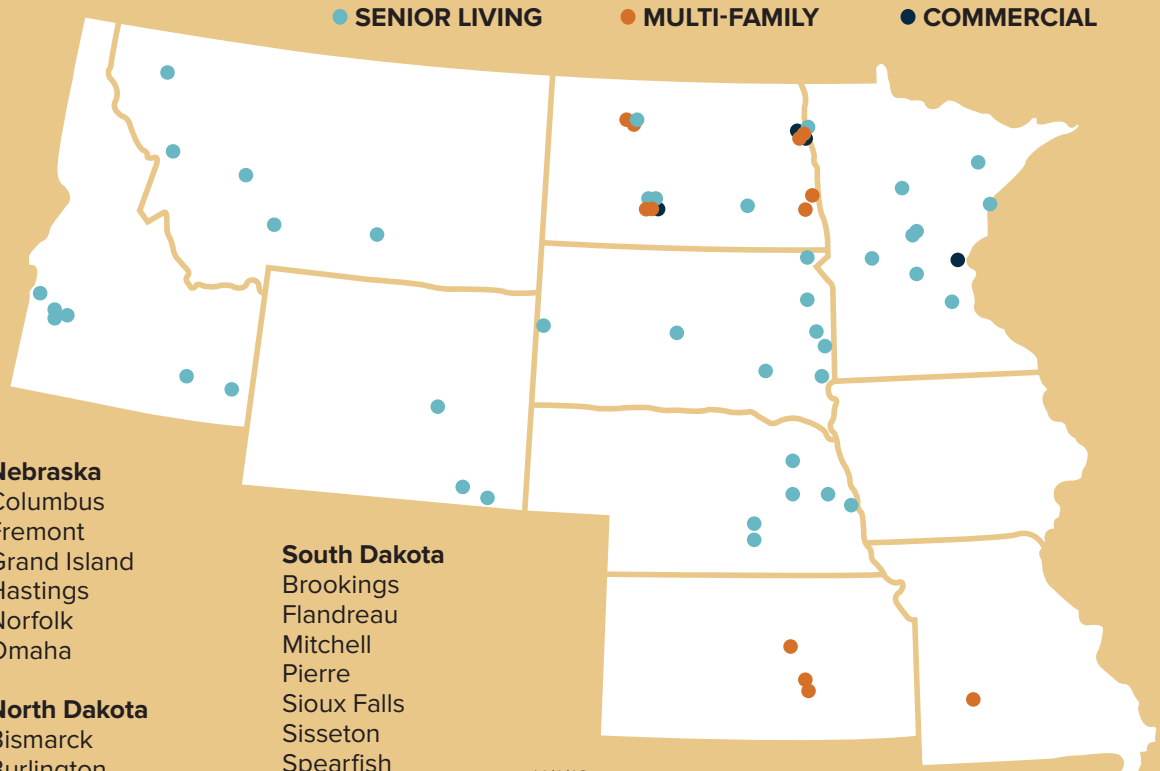 SENIOR LIVING
MULTI-FAMILY
COMMERCIAL
Nebraska
Columbus
Fremont
Grand Island
Hastings
Norfolk
Omaha
North Dakota
Bismarck
Burlington
South Dakota
Brookings
Flandreau
Mitchell
Pierre
Sioux Falls
Sisseton
Spearfish